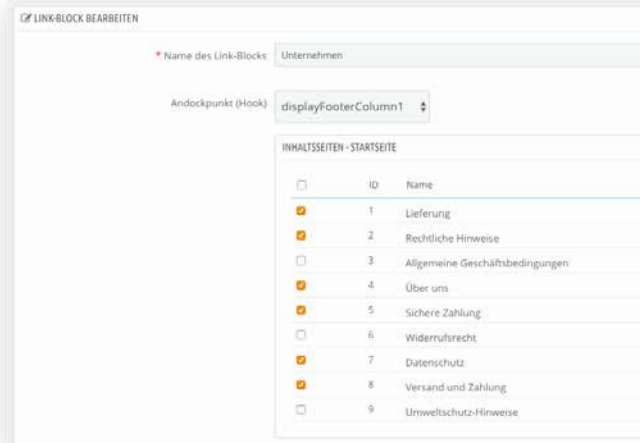 LINK-BLOCK BEARBEITEN
* Name des Link-Blocks Unternehmen
Andockpunkt (Hook) displayFooterColumn1
INHALTSSEITEN - STARTSEITE
ID Name
1 Lieferung
2 Rechtliche Hinweise
3 Allgemeine Geschäftsbedingungen
4 Über uns
5 Sichere Zahlung
6 Widerrufsrecht
7 Datenschutz
8 Versand und Zahlung
9 Umweltschutz-Hinweise